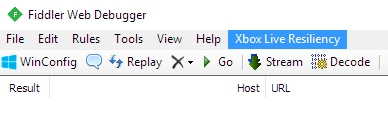 Fiddler Web Debugger
File Edit Rules Tools View Help Xbox Live Resiliency
WinConfig Replay Go Stream Decode
Result Host URL